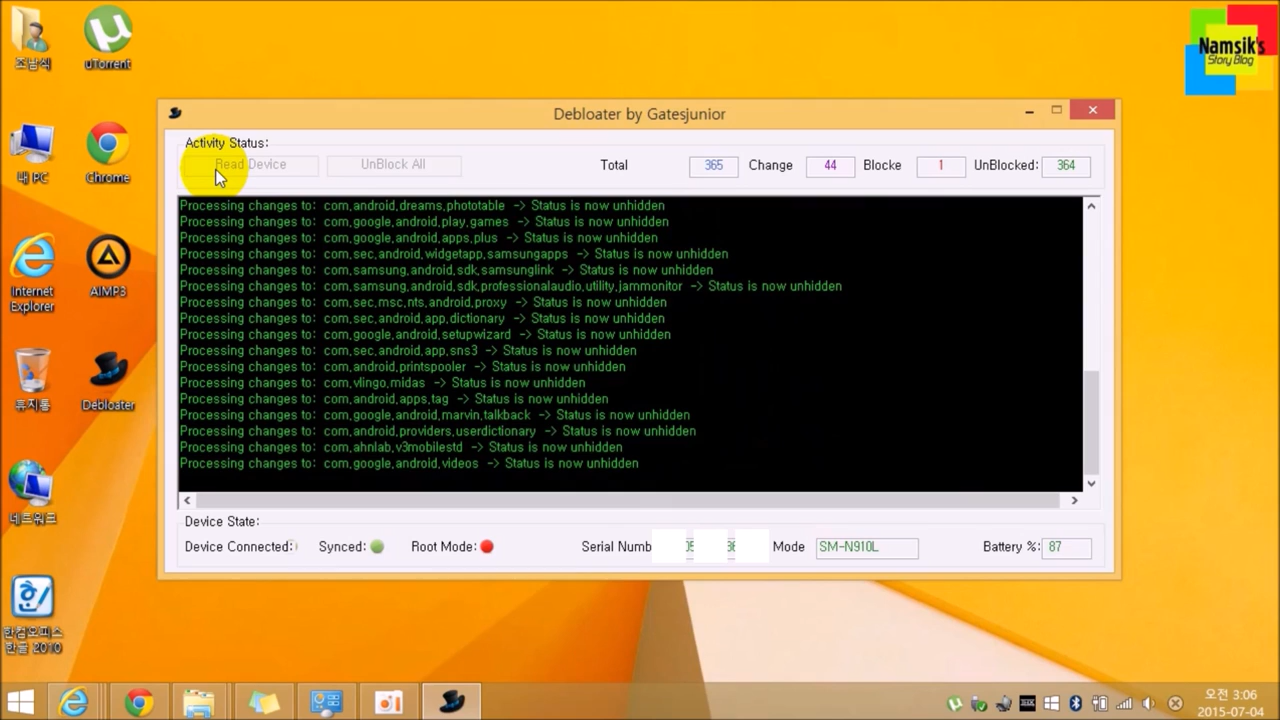 조남식
uTorrent
Namsik's
Story Blog
내 PC
Chrome
Internet
Explorer
AIMP3
휴지통
Debloater
네트워크
한컴오피스
한글 2010
Debloater by Gatesjunior
Activity Status:
Read Device UnBlock All Total 365 Change 44 Blocke 1 UnBlocked: 364
Processing changes to: com,android,dreams,phototable -> Status is now unhidden
Processing changes to: com,google,android,play,games -> Status is now unhidden
Processing changes to: com,google,android,apps,plus -> Status is now unhidden
Processing changes to: com,sec,android,widgetapp,samsungapps -> Status is now unhidden
Processing changes to: com,samsung,android,sdk,samsunglink -> Status is now unhidden
Processing changes to: com,samsung,android,sdk,professionalaudio,utility,jammonitor -> Status is now unhidden
Processing changes to: com,sec,msc,nts,android,proxy -> Status is now unhidden
Processing changes to: com,sec,android,app,dictionary -> Status is now unhidden
Processing changes to: com,google,android,setupwizard -> Status is now unhidden
Processing changes to: com,sec,android,app,sns3 -> Status is now unhidden
Processing changes to: com,android,printspooler -> Status is now unhidden
Processing changes to: com,vlingo,midas -> Status is now unhidden
Processing changes to: com,android,apps,tag -> Status is now unhidden
Processing changes to: com,google,android,marvin,talkback -> Status is now unhidden
Processing changes to: com,android,providers,userdictionary -> Status is now unhidden
Processing changes to: com,ahnlab,v3mobilestd -> Status is now unhidden
Processing changes to: com,google,android,videos -> Status is now unhidden
Device State:
Device Connected: Synced: Root Mode: Serial Numb Mode SM-N910L Battery %: 87
오전 3:06
2015-07-04